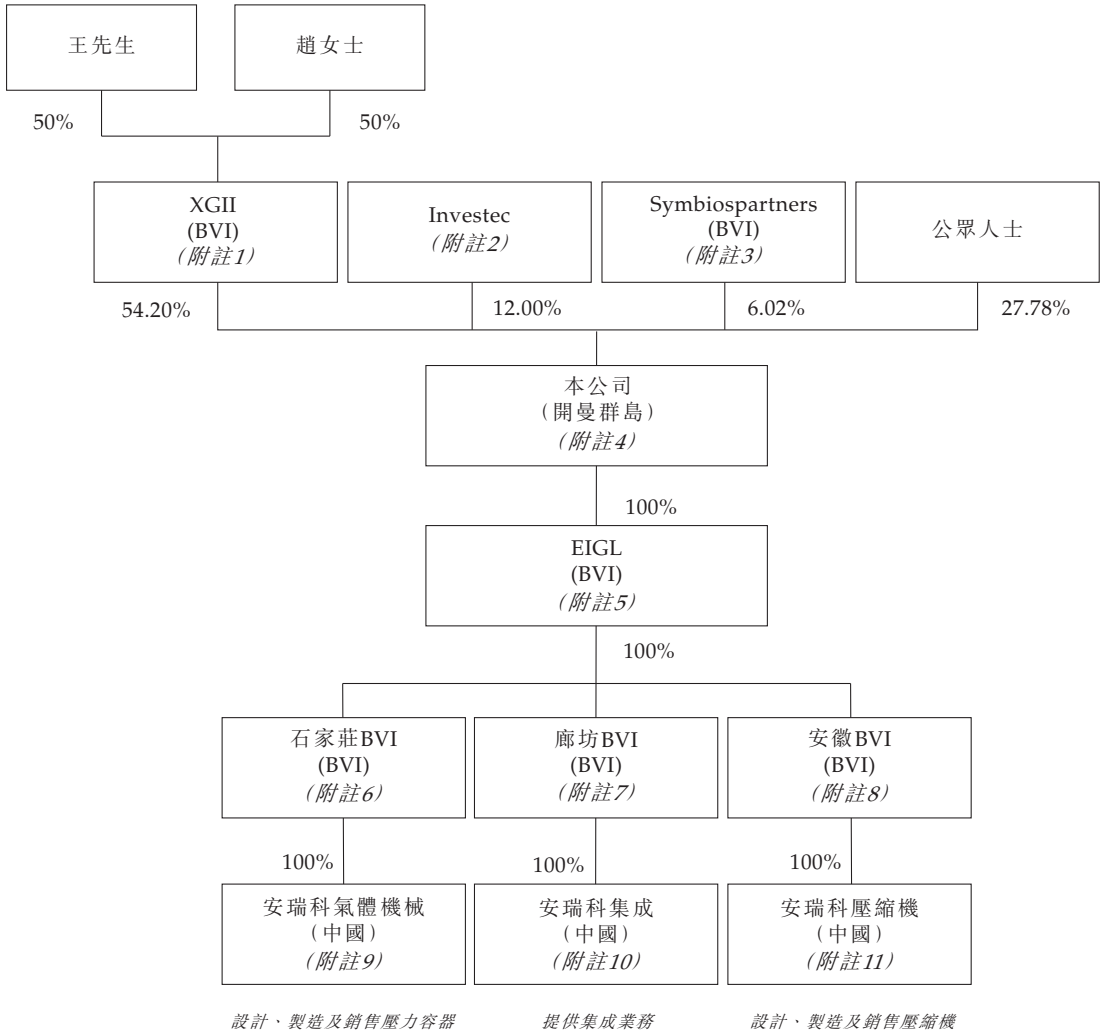 王先生
趙女士
50%
50%
XGII
(BVI)
（附註1）
Investec
（附註2）
Symbiospartners
(BVI)
（附註3）
公眾人士
54.20%
12.00%
6.02%
27.78%
本公司
（開曼群島）
（附註4）
100%
EIGL
(BVI)
（附註5）
100%
石家莊BVI
(BVI)
（附註6）
廊坊BVI
(BVI)
（附註7）
安徽BVI
(BVI)
（附註8）
100%
100%
100%
安瑞科氣體機械
（中國）
（附註9）
安瑞科集成
（中國）
（附註10）
安瑞科壓縮機
（中國）
（附註11）
設計、製造及銷售壓力容器
提供集成業務
設計、製造及銷售壓縮機